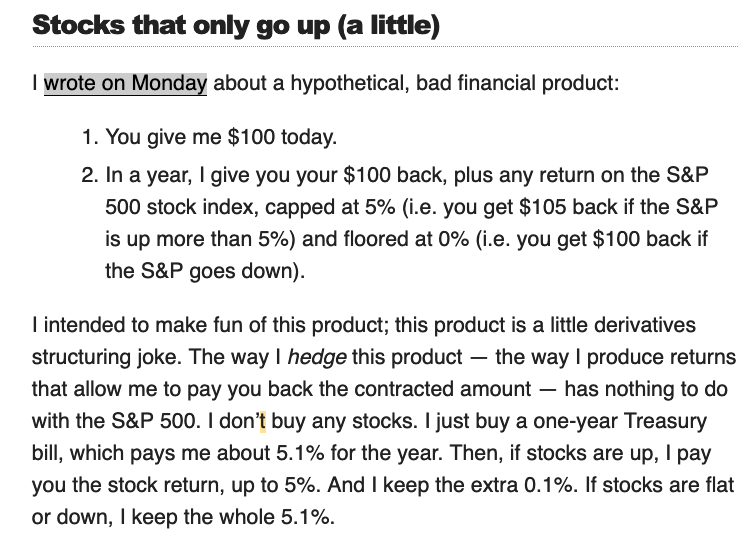 Stocks that only go up (a little)
I wrote on Monday about a hypothetical, bad financial product:
1. You give me $100 today.
2. In a year, I give you your $100 back, plus any return on the S&P
500 stock index, capped at 5% (i.e. you get $105 back if the S&P
is up more than 5%) and floored at 0% (i.e. you get $100 back if
the S&P goes down).
I intended to make fun of this product; this product is a little derivatives
structuring joke. The way I hedge this product — the way I produce returns
that allow me to pay you back the contracted amount — has nothing to do
with the S&P 500. I don’t buy any stocks. I just buy a one-year Treasury
bill, which pays me about 5.1% for the year. Then, if stocks are up, I pay
you the stock return, up to 5%. And I keep the extra 0.1%. If stocks are flat
or down, I keep the whole 5.1%.